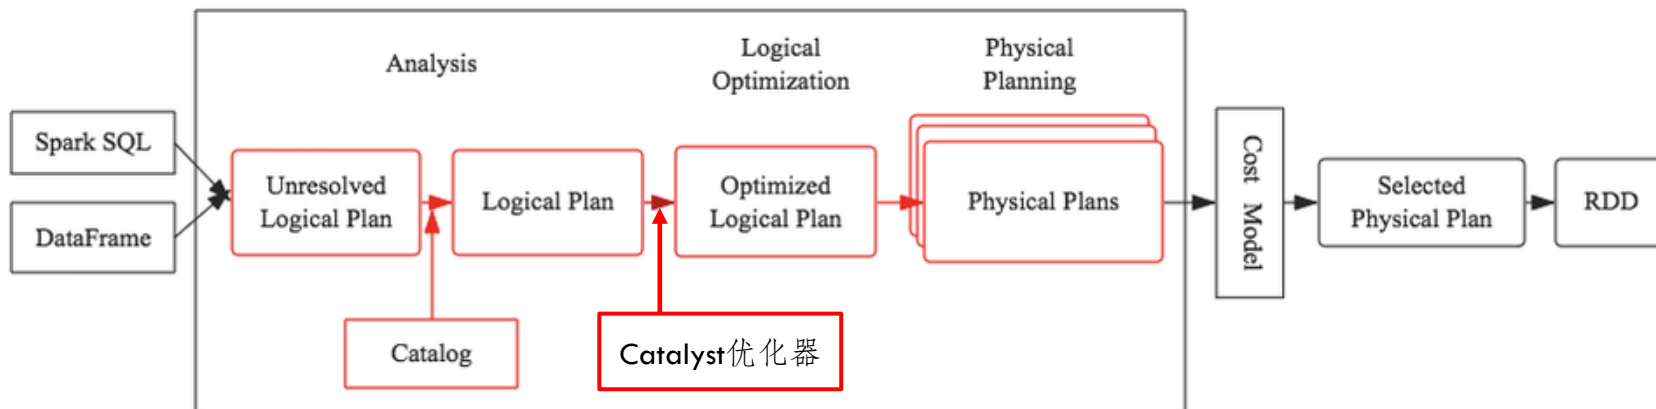 Analysis
Logical
Optimization
Physical
Planning
Spark SQL
DataFrame
Unresolved
Logical Plan
Logical Plan
Optimized
Logical Plan
Physical Plans
Cost Model
Selected
Physical Plan
RDD
Catalog
Catalyst优化器